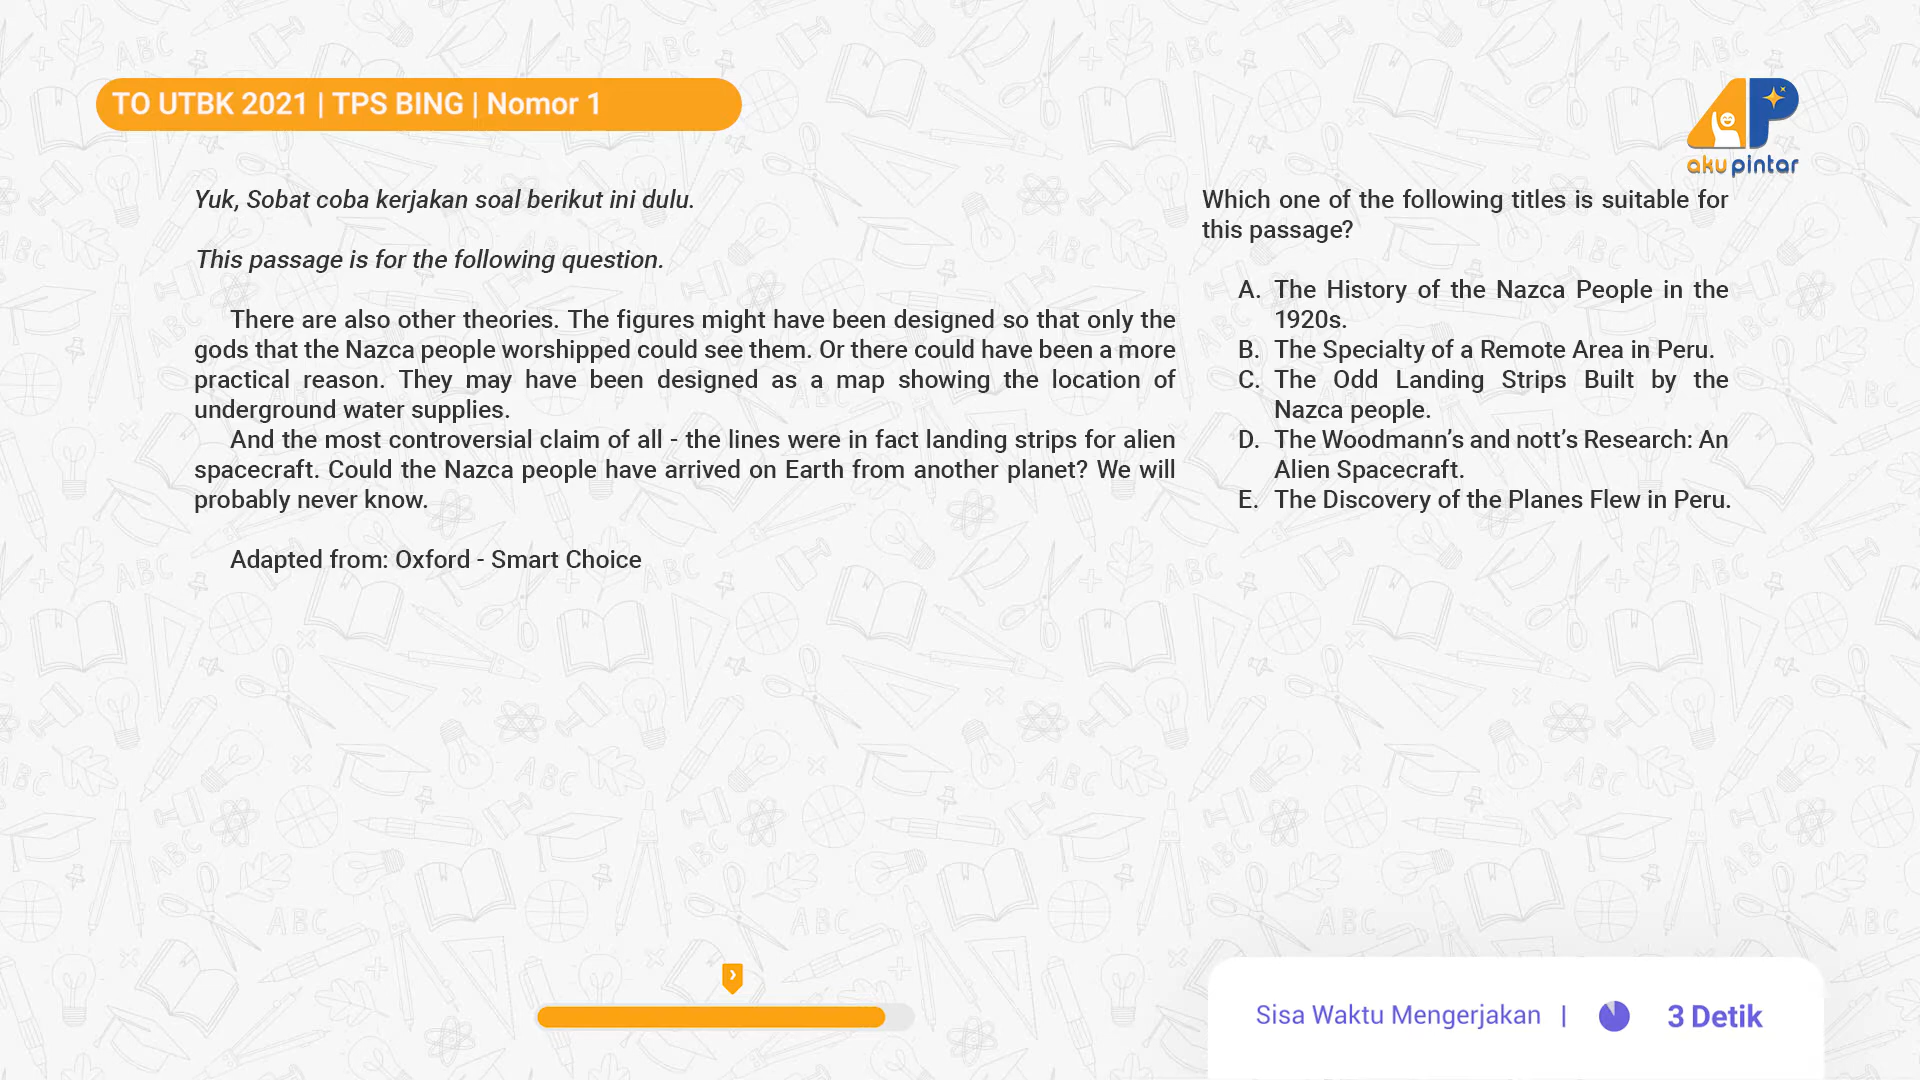 TO UTBK 2021 | TPS BING | Nomor 1
aku pintar
Yuk, Sobat coba kerjakan soal berikut ini dulu.
This passage is for the following question.
There are also other theories. The figures might have been designed so that only the
gods that the Nazca people worshipped could see them. Or there could have been a more
practical reason. They may have been designed as a map showing the location of
underground water supplies.
And the most controversial claim of all - the lines were in fact landing strips for alien
spacecraft. Could the Nazca people have arrived on Earth from another planet? We will
probably never know.
Adapted from: Oxford - Smart Choice
Which one of the following titles is suitable for
this passage?
A. The History of the Nazca People in the
1920s.
B. The Specialty of a Remote Area in Peru.
C. The Odd Landing Strips Built by the
Nazca people.
D. The Woodmann's and nott's Research: An
Alien Spacecraft.
E. The Discovery of the Planes Flew in Peru.
Sisa Waktu Mengerjakan | 3 Detik